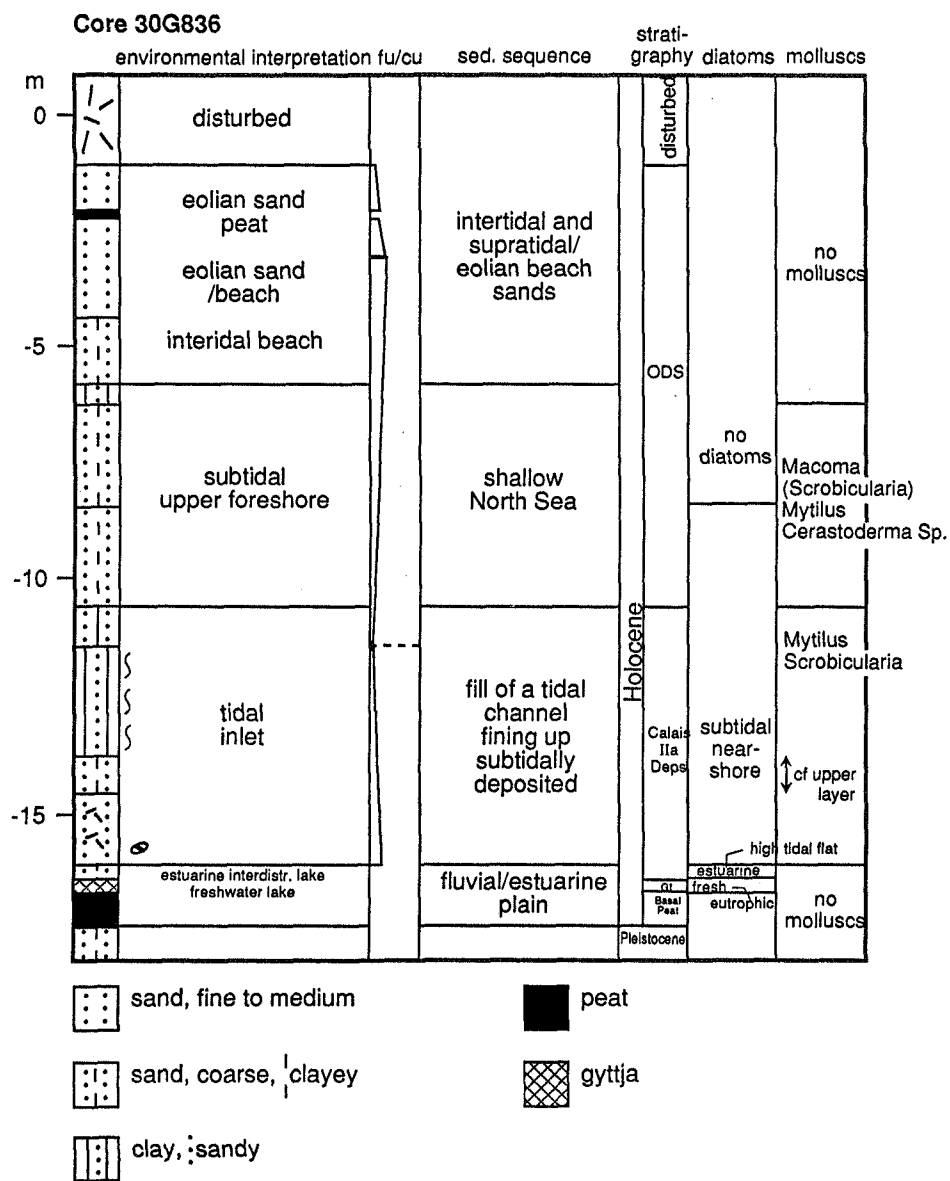 Core 30G836
environmental interpretation fu/cu
sed. sequence
strati-
graphy
diatoms
molluscs
m
0
-5
-10
-15
disturbed
eolian sand
peat
eolian sand
/beach
interidal beach
subtidal
upper foreshore
tidal
inlet
estuarine interdistr. lake
freshwater lake
intertidal and
supratidal/
eolian beach
sands
shallow
North Sea
fill of a tidal
channel
fining up
subtidally
deposited
fluvial/estuarine
plain
Holocene
Pleistocene
disturbed
ODS
Calais
IIa
Deps
Gt
Basal
Peat
no
diatoms
subtidal
near-
shore
high tidal flat
estuarine
fresh
eutrophic
no
molluscs
Macoma
(Scrobicularia)
Mytilus
Cerastoderma Sp.
Mytilus
Scrobicularia
cf upper
layer
no
molluscs
sand, fine to medium
sand, coarse, clayey
clay, sandy
peat
gyttja